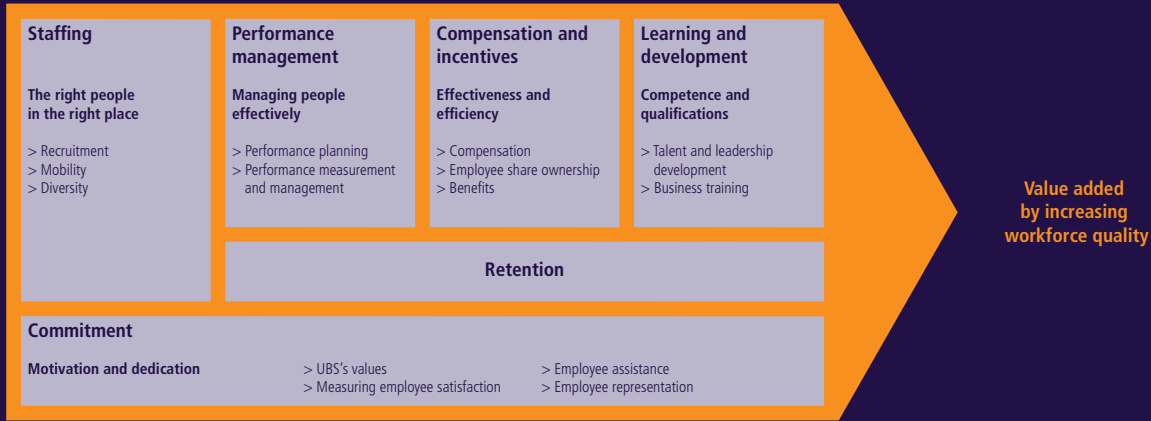 Staffing
The right people
in the right place
> Recruitment
> Mobility
> Diversity
Performance
management
Managing people
effectively
> Performance planning
> Performance measurement
and management
Compensation and
incentives
Effectiveness and
efficiency
> Compensation
> Employee share ownership
> Benefits
Learning and
development
Competence and
qualifications
> Talent and leadership
development
> Business training
Retention
Commitment
Motivation and dedication
> UBS's values
> Measuring employee satisfaction
> Employee assistance
> Employee representation
Value added
by increasing
workforce quality